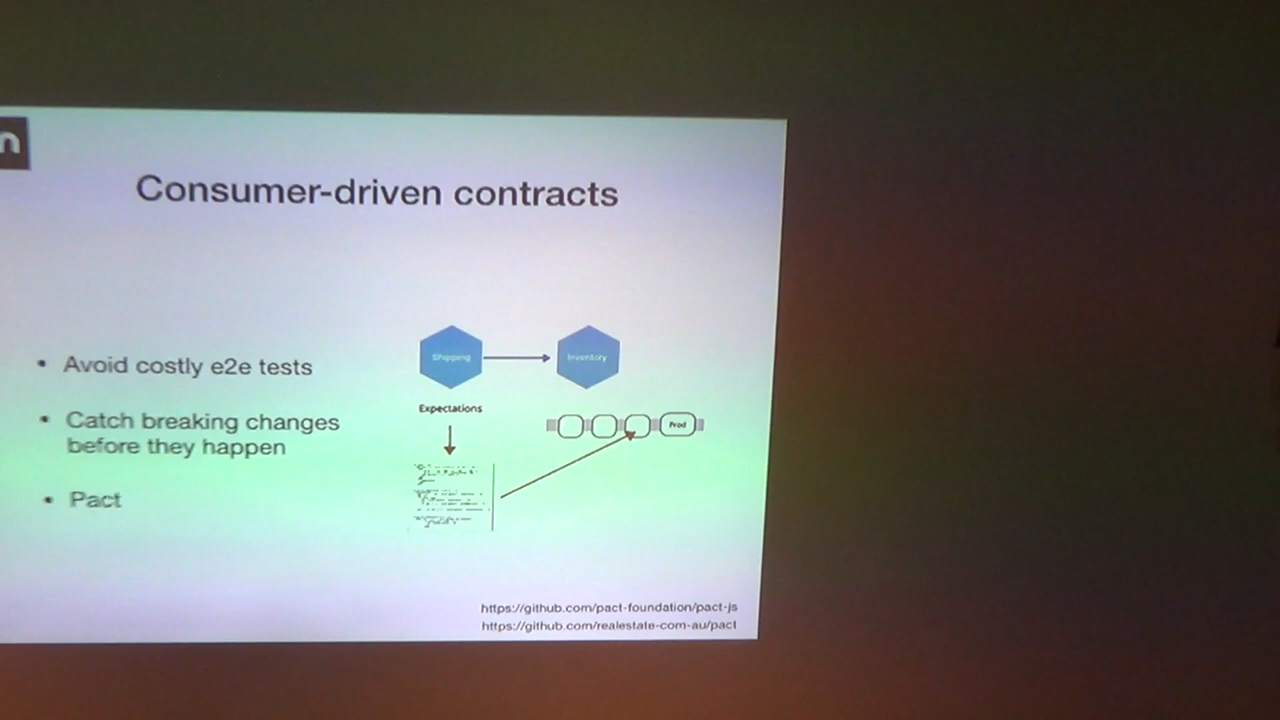 n
Consumer-driven contracts
• Avoid costly e2e tests
• Catch breaking changes
before they happen
• Pact
Shipping
Inventory
Expectations
Prod
https://github.com/pact-foundation/pact-js
https://github.com/realestate-com-au/pact